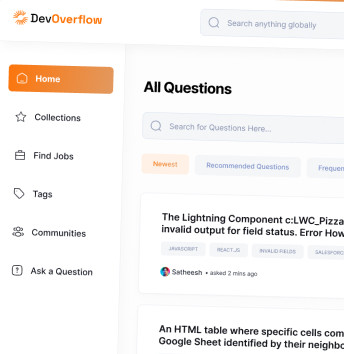 DevOverflow
Search anything globally
Home
Collections
Find Jobs
Tags
Communities
Ask a Question
All Questions
Search for Questions Here...
Newest
Recommended Questions
Frequen
The Lightning Component c:LWC_Pizza
invalid output for field status. Error How
JAVASCRIPT
REACT.JS
INVALID FIELDS
SALESFORC
Satheesh • asked 2 mins ago
An HTML table where specific cells com
Google Sheet identified by their neighbo